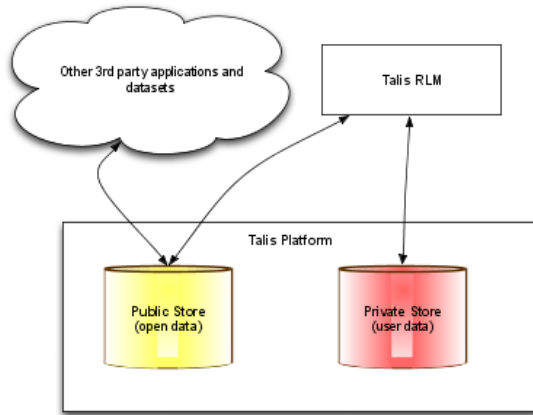 Other 3rd party applications and
datasets
Talis RLM
Talis Platform
Public Store
(open data)
Private Store
(user data)